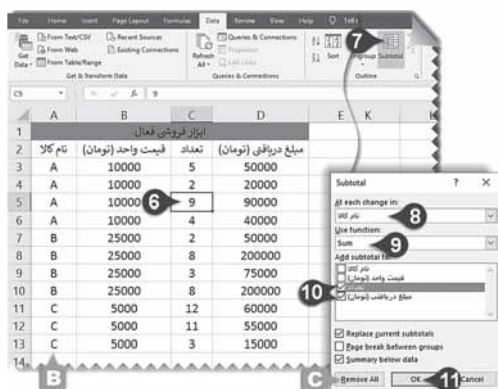 File Home Insert Page Layout Formulas Data Review View Help
From Text/CSV Recent Sources Queries & Connections
From Web Existing Connections Properties
From Table/Range
Get Data Refresh All Sort Ungroup Subtotal
Get & Transform Data Queries & Connections Outline
7
C5 9
A B C D E K
1 ابزار فروشی فعال
2 نام کالا قیمت واحد (تومان) تعداد مبلغ دریافتی (تومان)
3 A 10000 5 50000
4 A 10000 2 20000
5 A 10000 6 9 90000
6 A 10000 4 40000
7 B 25000 2 50000
8 B 25000 8 200000
9 B 25000 3 75000
10 B 25000 8 200000
11 C 5000 12 60000
12 C 5000 11 55000
13 C 5000 3 15000
14
B
Subtotal ? X
At each change in:
نام کالا 8
Use function:
Sum 9
Add subtotal to:
نام کالا
قیمت واحد (تومان)
10 تعداد
مبلغ دریافتی (تومان)
Replace current subtotals
Page break between groups
Summary below data
C Remove All OK 11 Cancel